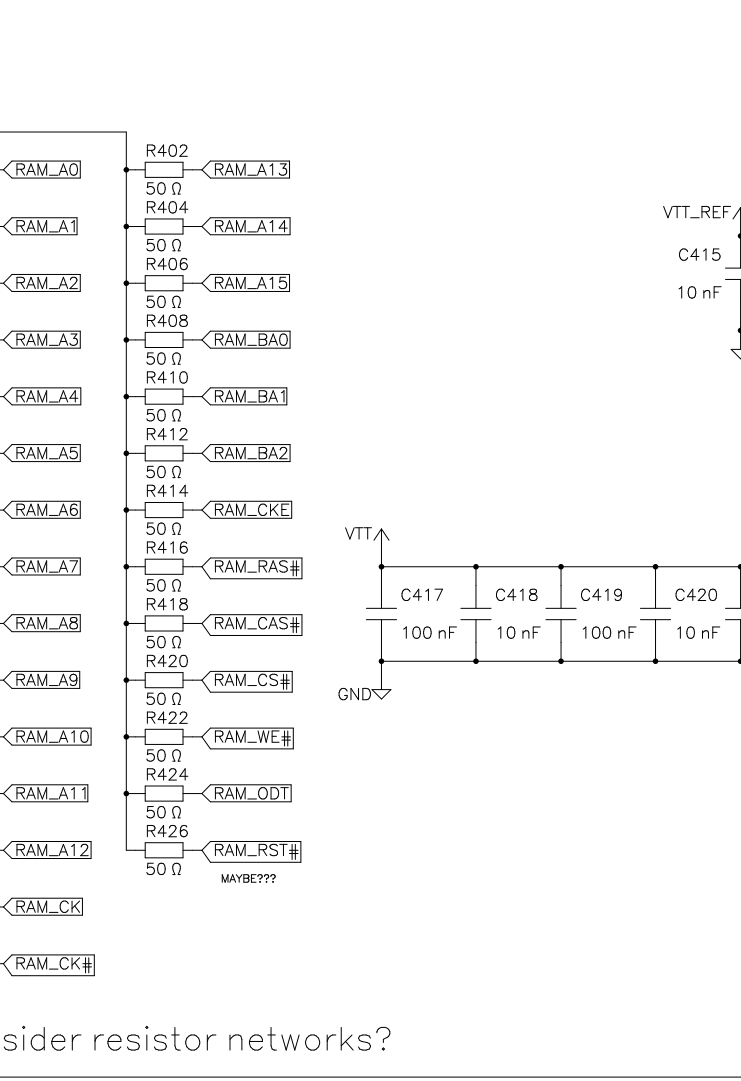 RAM_A0
RAM_A1
RAM_A2
RAM_A3
RAM_A4
RAM_A5
RAM_A6
RAM_A7
RAM_A8
RAM_A9
RAM_A10
RAM_A11
RAM_A12
RAM_CK
RAM_CK#
R402
RAM_A13
50 Ω
R404
RAM_A14
50 Ω
R406
RAM_A15
50 Ω
R408
RAM_BA0
50 Ω
R410
RAM_BA1
50 Ω
R412
RAM_BA2
50 Ω
R414
RAM_CKE
50 Ω
R416
RAM_RAS#
50 Ω
R418
RAM_CAS#
50 Ω
R420
RAM_CS#
50 Ω
R422
RAM_WE#
50 Ω
R424
RAM_ODT
50 Ω
R426
RAM_RST#
50 Ω
MAYBE???
VTT_REF
C415
10 nF
VTT
C417
100 nF
C418
10 nF
C419
100 nF
C420
10 nF
GND
sider resistor networks?